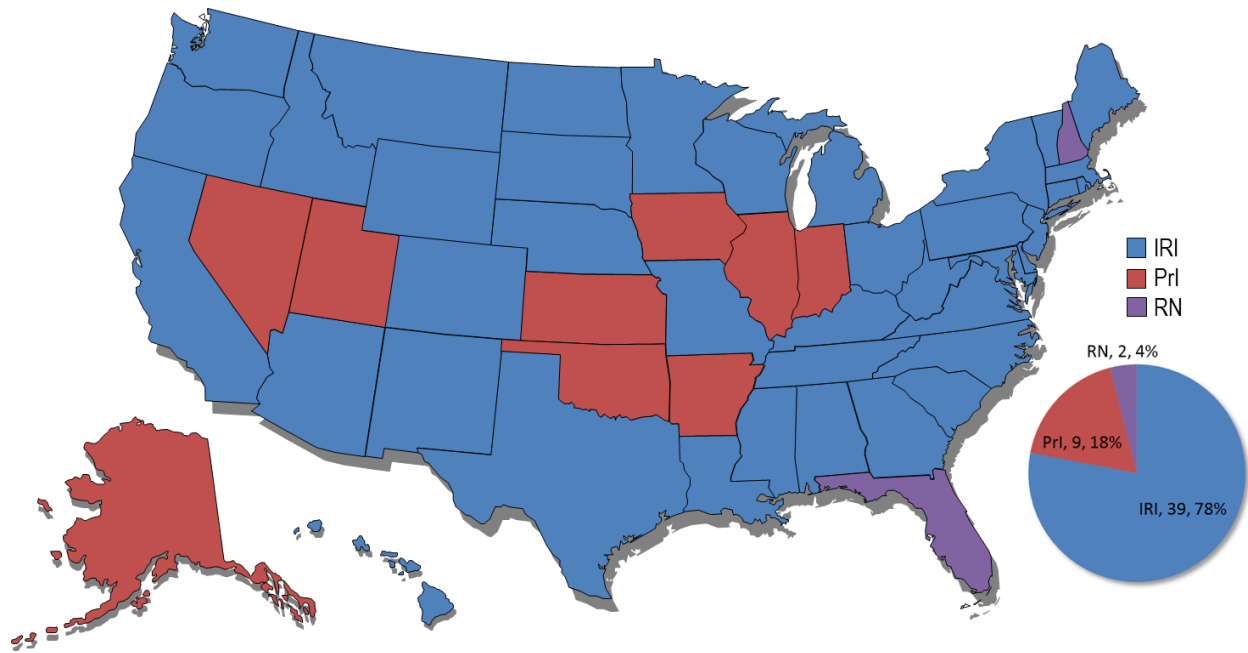 IRI
PrI
RN
RN, 2, 4%
PrI, 9, 18%
IRI, 39, 78%